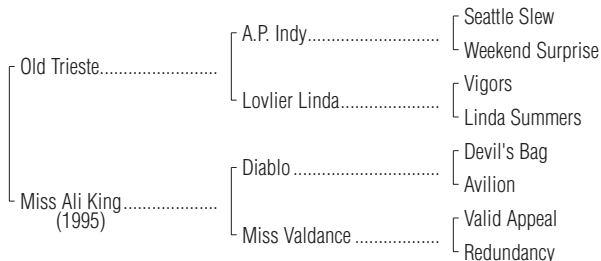 Seattle Slew
A.P. Indy..............................
Weekend Surprise
Old Trieste...........................
Vigors
Lovlier Linda......................
Linda Summers
Devil's Bag
Diablo .................................
Avilion
Miss Ali King.....................
(1995)
Valid Appeal
Miss Valdance ...................
Redundancy